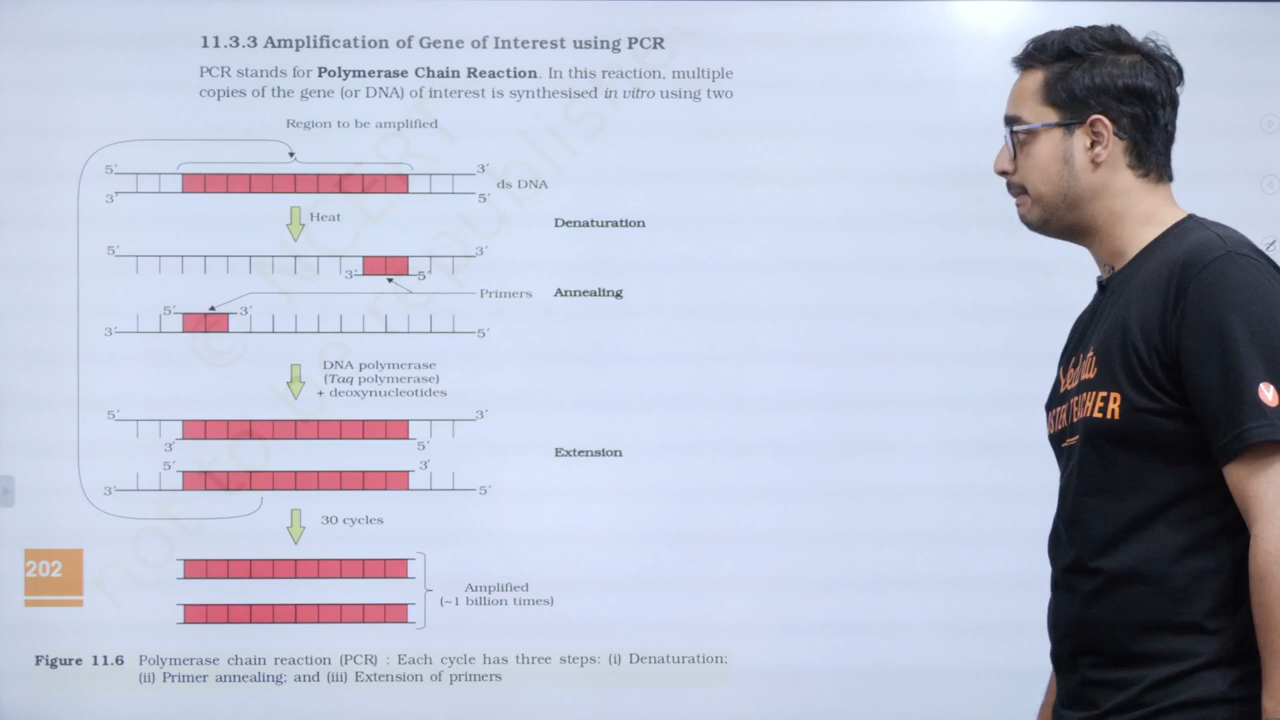 11.3.3 Amplification of Gene of Interest using PCR
PCR stands for Polymerase Chain Reaction. In this reaction, multiple
copies of the gene (or DNA) of interest is synthesised in vitro using two
Region to be amplified
5′ 3′
ds DNA
3′ 5′
Heat
Denaturation
5′ 3′
3′ 5′
Primers Annealing
5′ 3′
3′ 5′
DNA polymerase
(Taq polymerase)
+ deoxynucleotides
5′ 3′
3′ 5′
Extension
5′ 3′
3′ 5′
30 cycles
202
Amplified
(~1 billion times)
Figure 11.6 Polymerase chain reaction (PCR) : Each cycle has three steps: (i) Denaturation;
(ii) Primer annealing; and (iii) Extension of primers
© NCERT
not to be republished
TEACHER
V